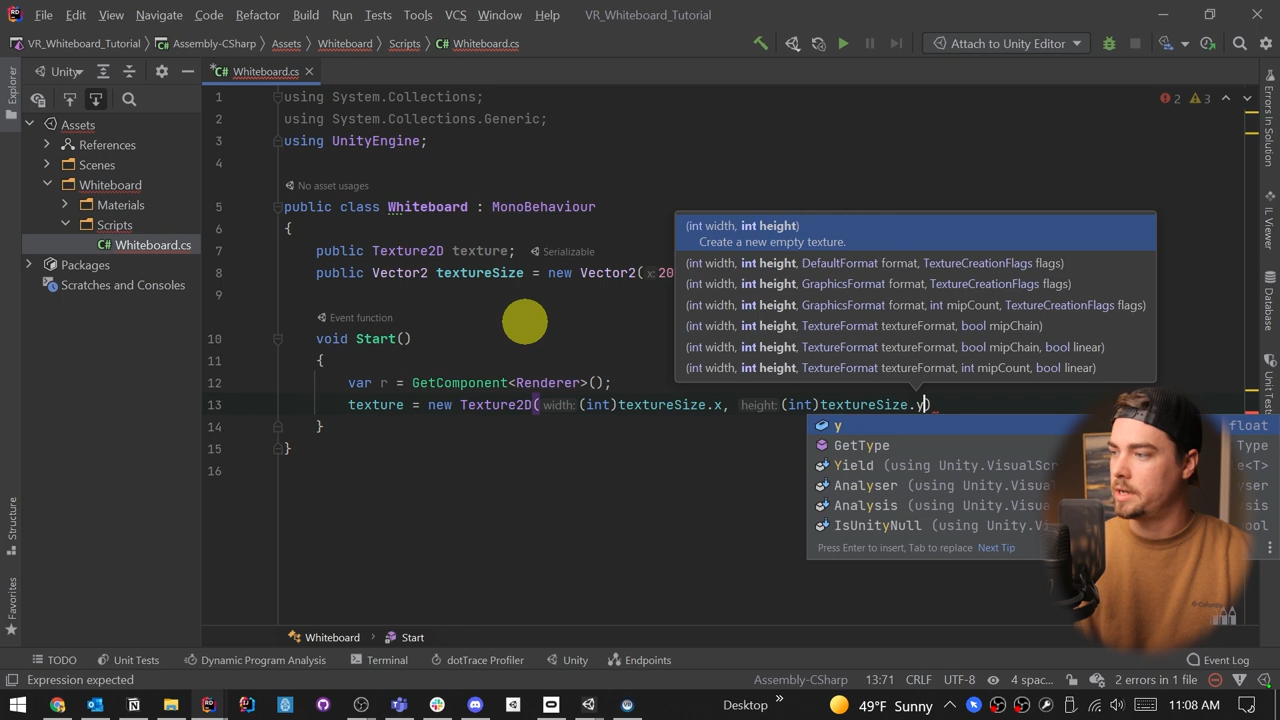 File Edit View Navigate Code Refactor Build Run Tests Tools VCS Window Help VR_Whiteboard_Tutorial
VR_Whiteboard_Tutorial Assembly-CSharp Assets Whiteboard Scripts C# Whiteboard.cs Attach to Unity Editor
Explorer
Unity
*C# Whiteboard.cs
Assets
References
Scenes
Whiteboard
Materials
Scripts
C# Whiteboard.cs
Packages
Scratches and Consoles
Structure
Favorites
1 using System.Collections;
2 using System.Collections.Generic;
3 using UnityEngine;
4
No asset usages
5 public class Whiteboard : MonoBehaviour
6 {
7 public Texture2D texture; Serializable
8 public Vector2 textureSize = new Vector2(x: 20
9
Event function
10 void Start()
11 {
12 var r = GetComponent<Renderer>();
13 texture = new Texture2D(width: (int)textureSize.x, height: (int)textureSize.y)
14 }
15 }
16
2 3
(int width, int height)
Create a new empty texture.
(int width, int height, DefaultFormat format, TextureCreationFlags flags)
(int width, int height, GraphicsFormat format, TextureCreationFlags flags)
(int width, int height, GraphicsFormat format, int mipCount, TextureCreationFlags flags)
(int width, int height, TextureFormat textureFormat, bool mipChain)
(int width, int height, TextureFormat textureFormat, bool mipChain, bool linear)
(int width, int height, TextureFormat textureFormat, int mipCount, bool linear)
y float
GetType Type
Yield (using Unity.VisualScr
Analyser (using Unity.Visua
Analysis (using Unity.Visua
IsUnityNull (using Unity.Vi
Press Enter to insert, Tab to replace Next Tip
Errors In Solution
IL Viewer
Database
Unit Tests
Whiteboard Start
TODO Unit Tests Dynamic Program Analysis Terminal dotTrace Profiler Unity Endpoints Event Log
Expression expected Assembly-CSharp 13:71 CRLF UTF-8 4 spac... 2 errors in 1 file
Desktop 49°F Sunny 11:08 AM